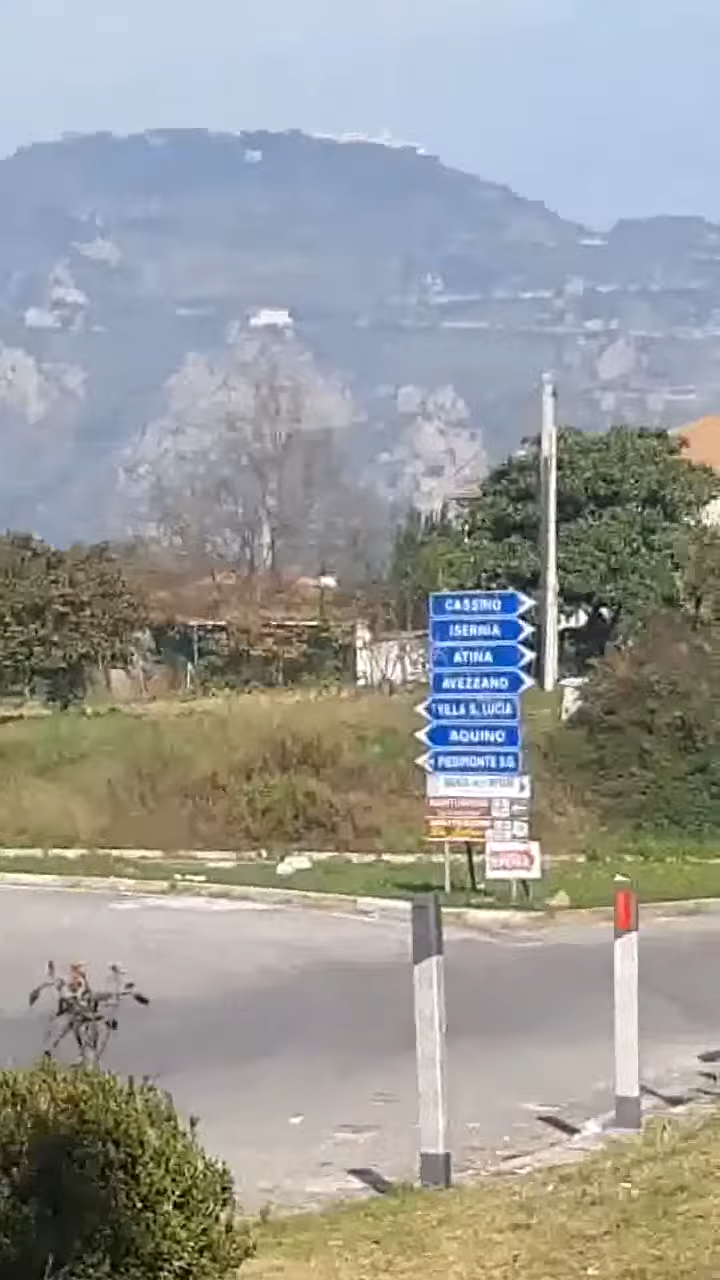 CASSINO
ISERNIA
ATINA
AVEZZANO
VILLA S. LUCIA
AQUINO
PIEDIMONTE S.G.